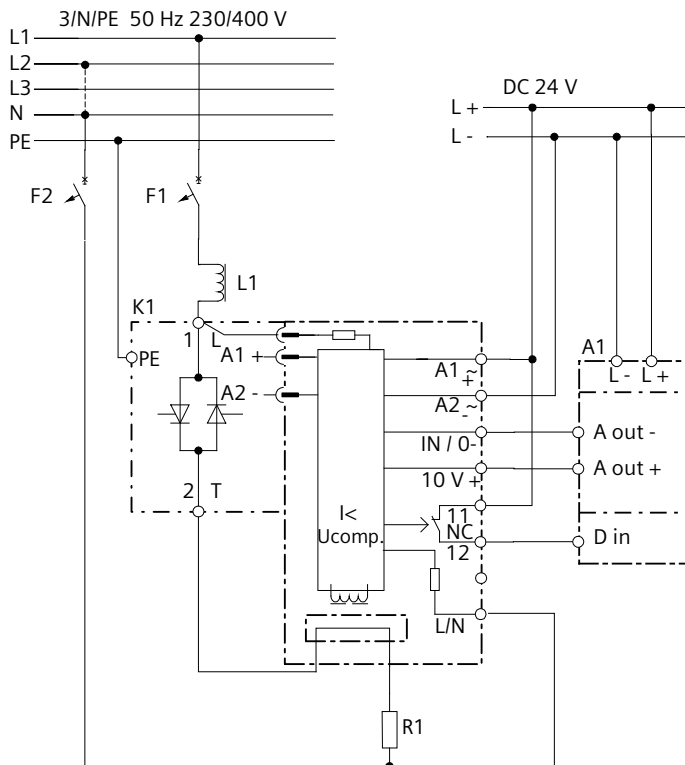 3/N/PE 50 Hz 230/400 V
L1
L2
L3
N
PE
DC 24 V
L +
L -
F2
F1
L1
K1
1
L
PE
A1 +
A2 -
A1 ~
+
A2 ~
-
IN / 0-
10 V +
A1
L - L +
A out -
A out +
2 T
I<
Ucomp.
11
NC
12
D in
L/N
R1